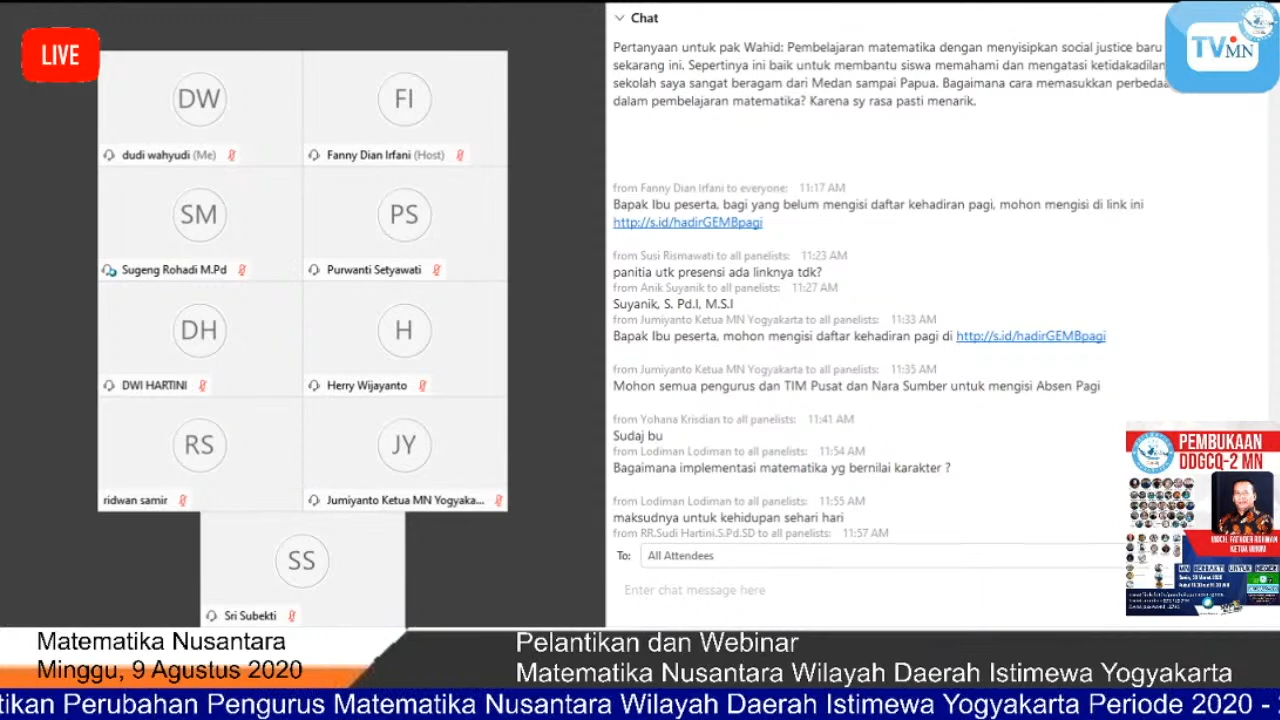 LIVE
DW
dudi wahyudi (Me)
FI
Fanny Dian Irfani (Host)
SM
Sugeng Rohadi M.Pd
PS
Purwanti Setyawati
DH
DWI HARTINI
H
Herry Wijayanto
RS
ridwan samir
JY
Jumiyanto Ketua MN Yogyaka...
SS
Sri Subekti
Chat
Pertanyaan untuk pak Wahid: Pembelajaran matematika dengan menyisipkan social justice baru
sekarang ini. Sepertinya ini baik untuk membantu siswa memahami dan mengatasi ketidakadilan
sekolah saya sangat beragam dari Medan sampai Papua. Bagaimana cara memasukkan perbeda
dalam pembelajaran matematika? Karena sy rasa pasti menarik.
from Fanny Dian Irfani to everyone: 11:17 AM
Bapak Ibu peserta, bagi yang belum mengisi daftar kehadiran pagi, mohon mengisi di link ini
http://s.id/hadirGEMBpagi
from Susi Rismawati to all panelists: 11:23 AM
panitia utk presensi ada linknya tdk?
from Anik Suyanik to all panelists: 11:27 AM
Suyanik, S. Pd.I, M.S.I
from Jumiyanto Ketua MN Yogyakarta to all panelists: 11:33 AM
Bapak Ibu peserta, mohon mengisi daftar kehadiran pagi di http://s.id/hadirGEMBpagi
from Jumiyanto Ketua MN Yogyakarta to all panelists: 11:35 AM
Mohon semua pengurus dan TIM Pusat dan Nara Sumber untuk mengisi Absen Pagi
from Yohana Krisdian to all panelists: 11:41 AM
Sudaj bu
from Lodiman Lodiman to all panelists: 11:54 AM
Bagaimana implementasi matematika yg bernilai karakter ?
from Lodiman Lodiman to all panelists: 11:55 AM
maksudnya untuk kehidupan sehari hari
from RR.Sudi Hartini.S.Pd.SD to all panelists: 11:57 AM
To: All Attendees
Enter chat message here
TVMN
PEMBUKAAN
DDGCQ-2 MN
MOCH. FATKOER ROHMAN
KETUA UMUM
MN BERBAKTI UNTUK NEGERI
Matematika Nusantara
Minggu, 9 Agustus 2020
Pelantikan dan Webinar
Matematika Nusantara Wilayah Daerah Istimewa Yogyakarta
tikan Perubahan Pengurus Matematika Nusantara Wilayah Daerah Istimewa Yogyakarta Periode 2020 -